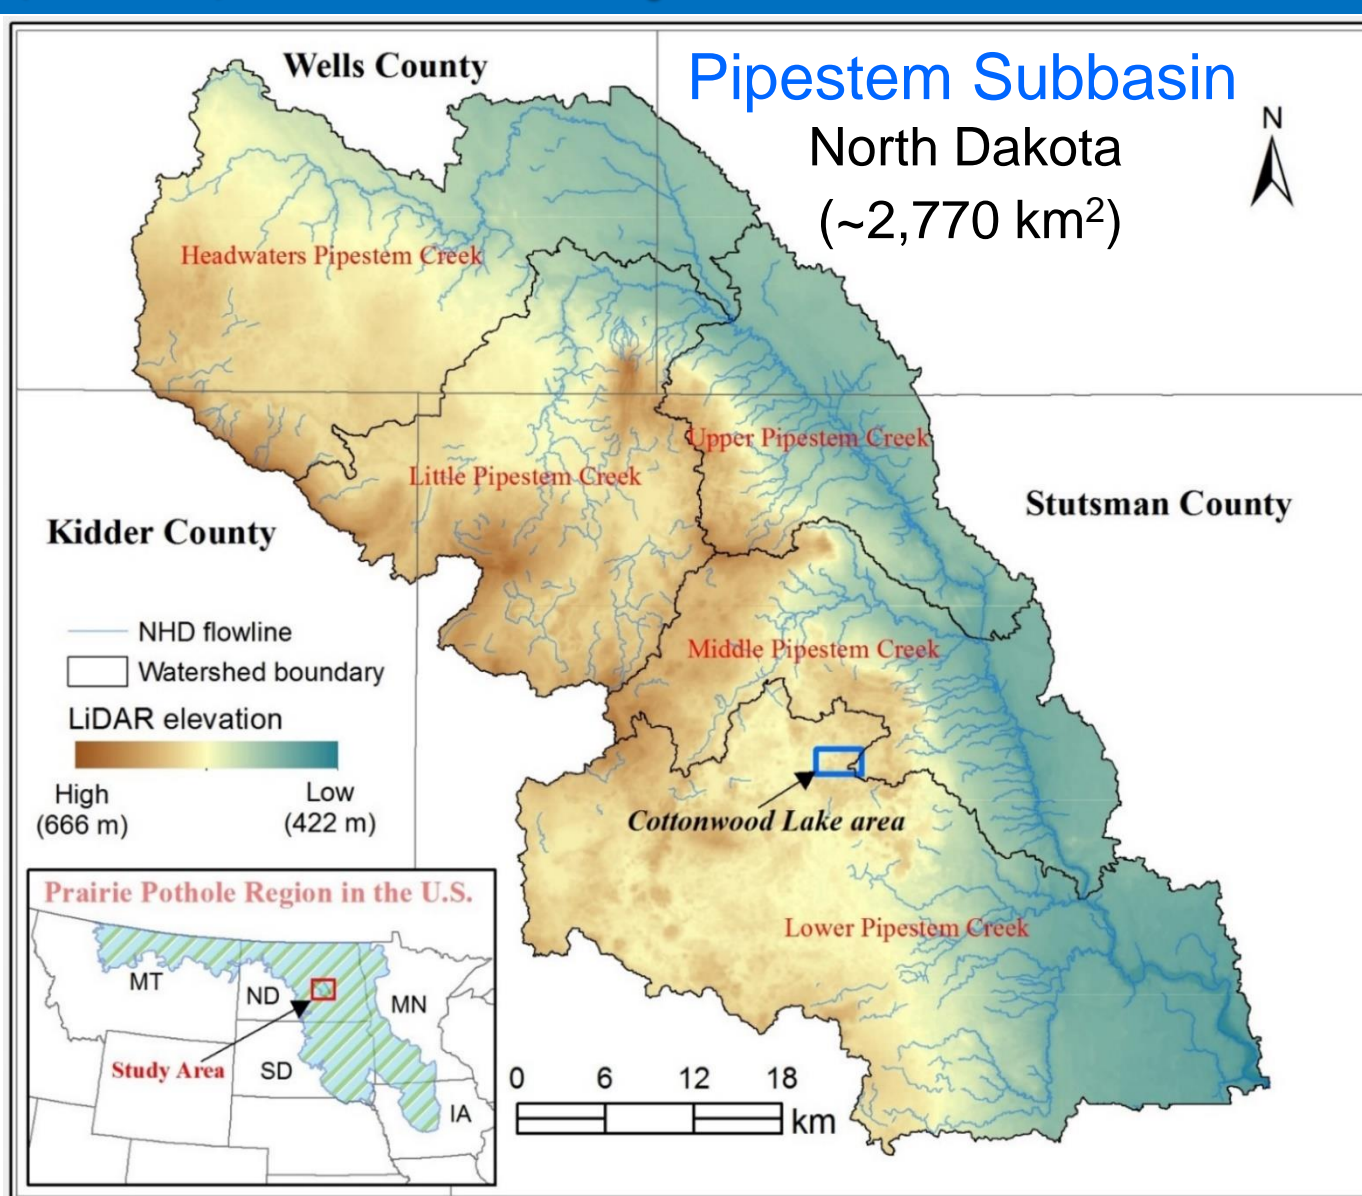 Wells County
Pipestem Subbasin
North Dakota
(~2,770 km²)
N
Headwaters Pipestem Creek
Upper Pipestem Creek
Little Pipestem Creek
Stutsman County
Kidder County
NHD flowline
Watershed boundary
LiDAR elevation
High
(666 m)
Low
(422 m)
Middle Pipestem Creek
Cottonwood Lake area
Lower Pipestem Creek
Prairie Pothole Region in the U.S.
MT
ND
MN
Study Area
SD
IA
0 6 12 18
km